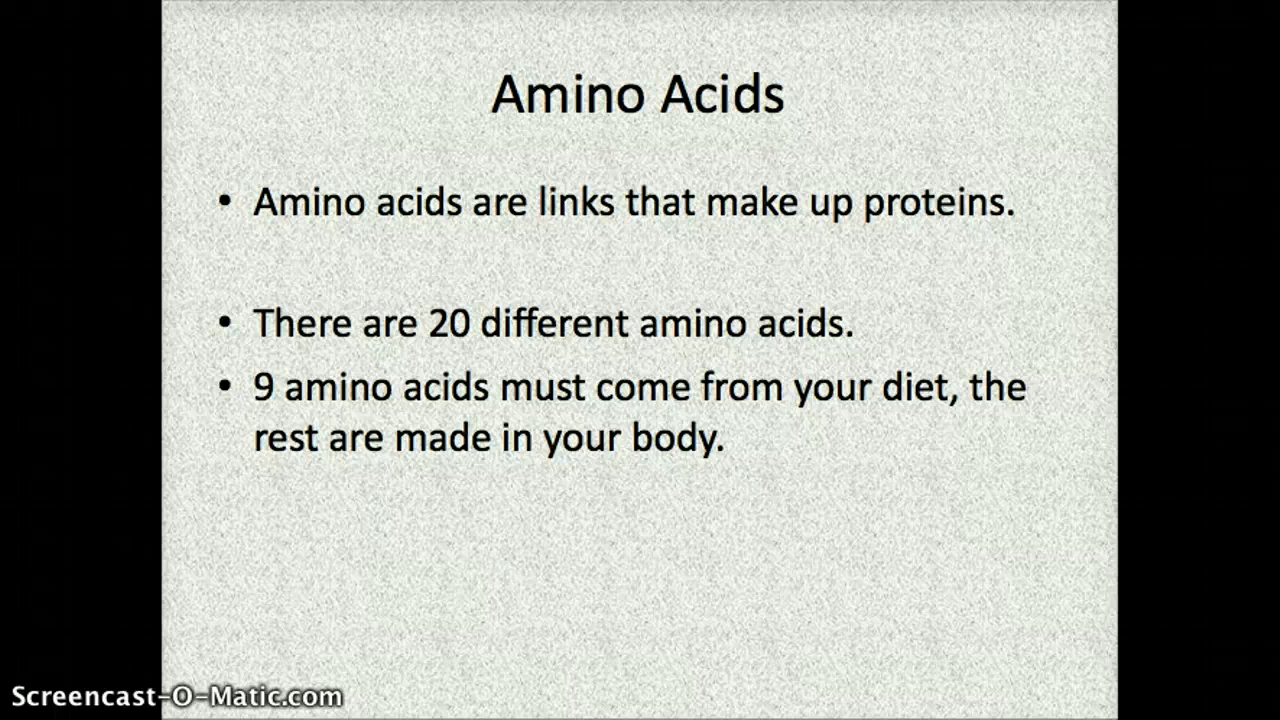 Amino Acids
• Amino acids are links that make up proteins.
• There are 20 different amino acids.
• 9 amino acids must come from your diet, the
rest are made in your body.
Screencast-O-Matic.com